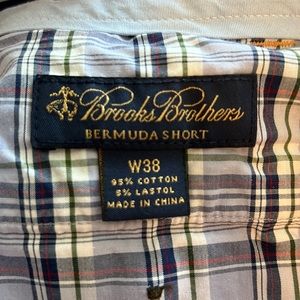 Brooks Brothers
BERMUDA SHORT
W38
95% COTTON
5% LASTOL
MADE IN CHINA